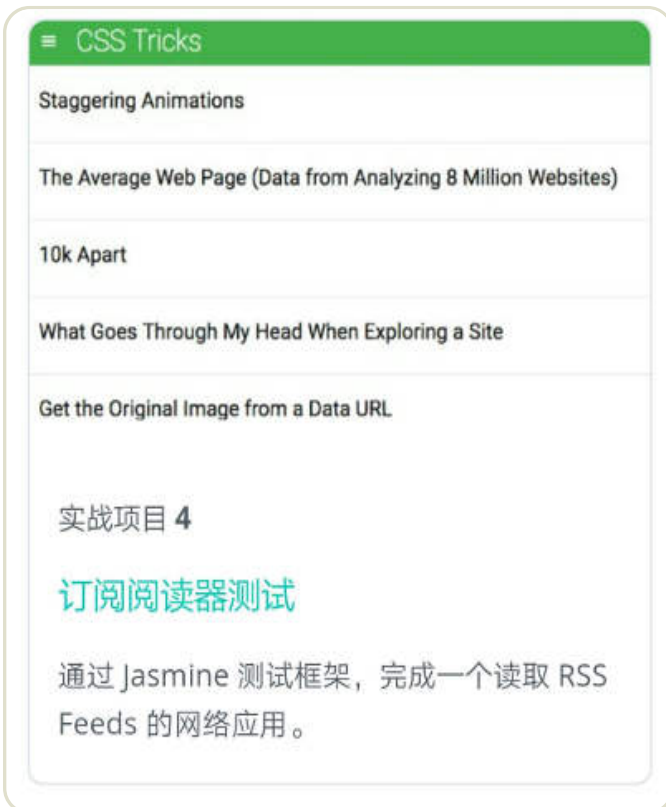 CSS Tricks
Staggering Animations
The Average Web Page (Data from Analyzing 8 Million Websites)
10k Apart
What Goes Through My Head When Exploring a Site
Get the Original Image from a Data URL
实战项目 4
订阅阅读器测试
通过 Jasmine 测试框架，完成一个读取 RSS
Feeds 的网络应用。